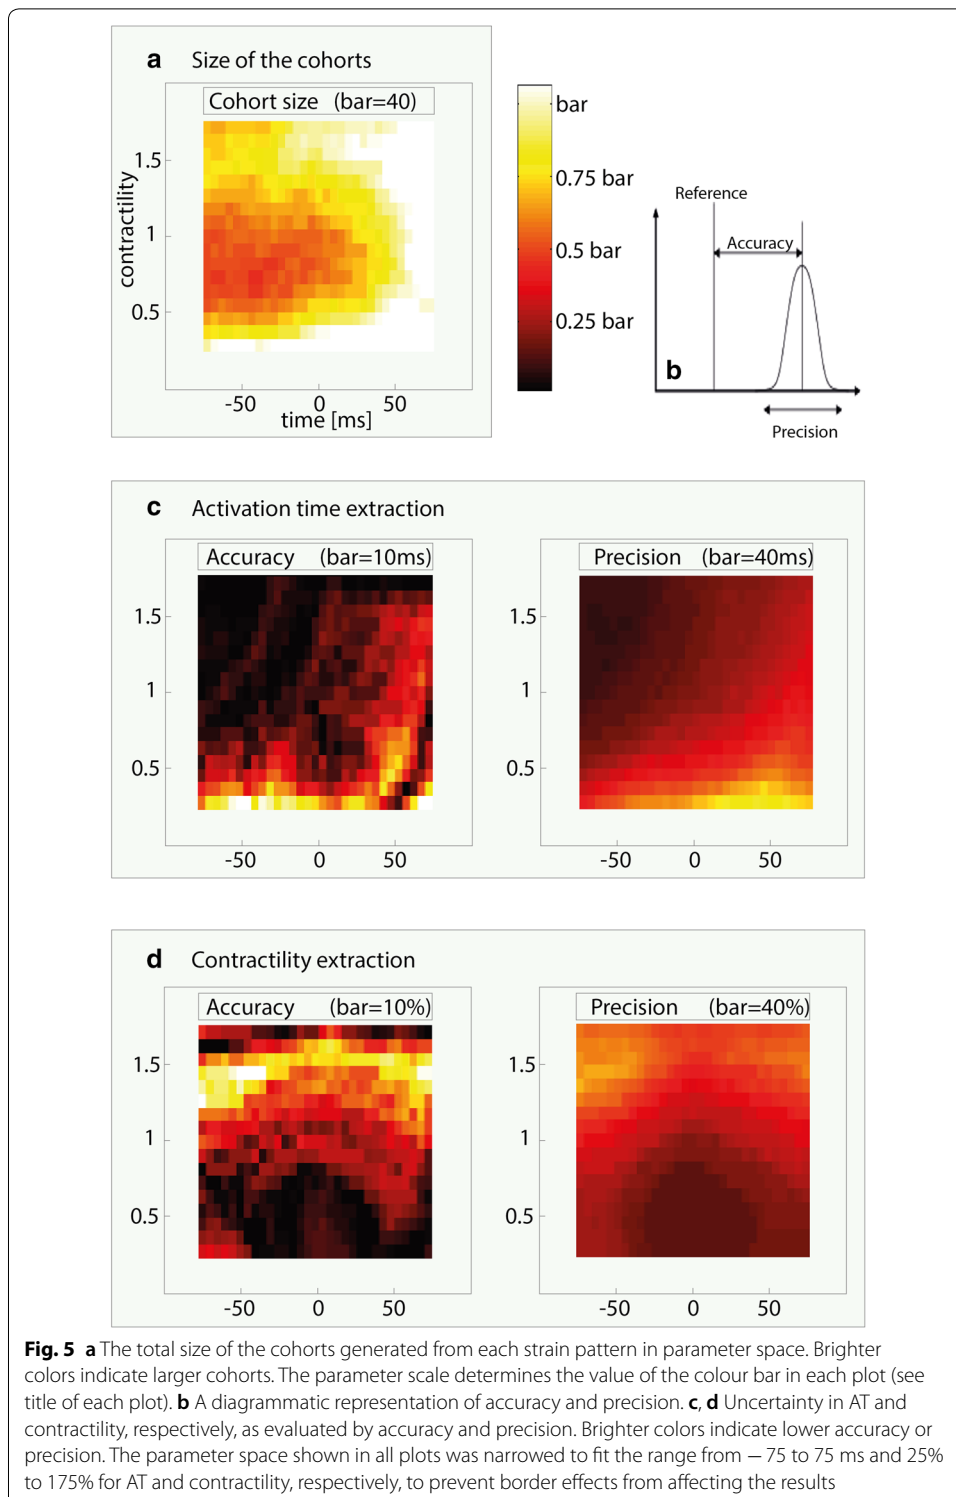 a Size of the cohorts
Cohort size (bar=40)
contractility
1.5
1
0.5
-50 0 50
time [ms]
bar
0.75 bar
0.5 bar
0.25 bar
Reference
Accuracy
b
Precision
c Activation time extraction
Accuracy (bar=10ms)
1.5
1
0.5
-50 0 50
Precision (bar=40ms)
1.5
1
0.5
-50 0 50
d Contractility extraction
Accuracy (bar=10%)
1.5
1
0.5
-50 0 50
Precision (bar=40%)
1.5
1
0.5
-50 0 50
Fig. 5 a The total size of the cohorts generated from each strain pattern in parameter space. Brighter
colors indicate larger cohorts. The parameter scale determines the value of the colour bar in each plot (see
title of each plot). b A diagrammatic representation of accuracy and precision. c, d Uncertainty in AT and
contractility, respectively, as evaluated by accuracy and precision. Brighter colors indicate lower accuracy or
precision. The parameter space shown in all plots was narrowed to fit the range from − 75 to 75 ms and 25%
to 175% for AT and contractility, respectively, to prevent border effects from affecting the results